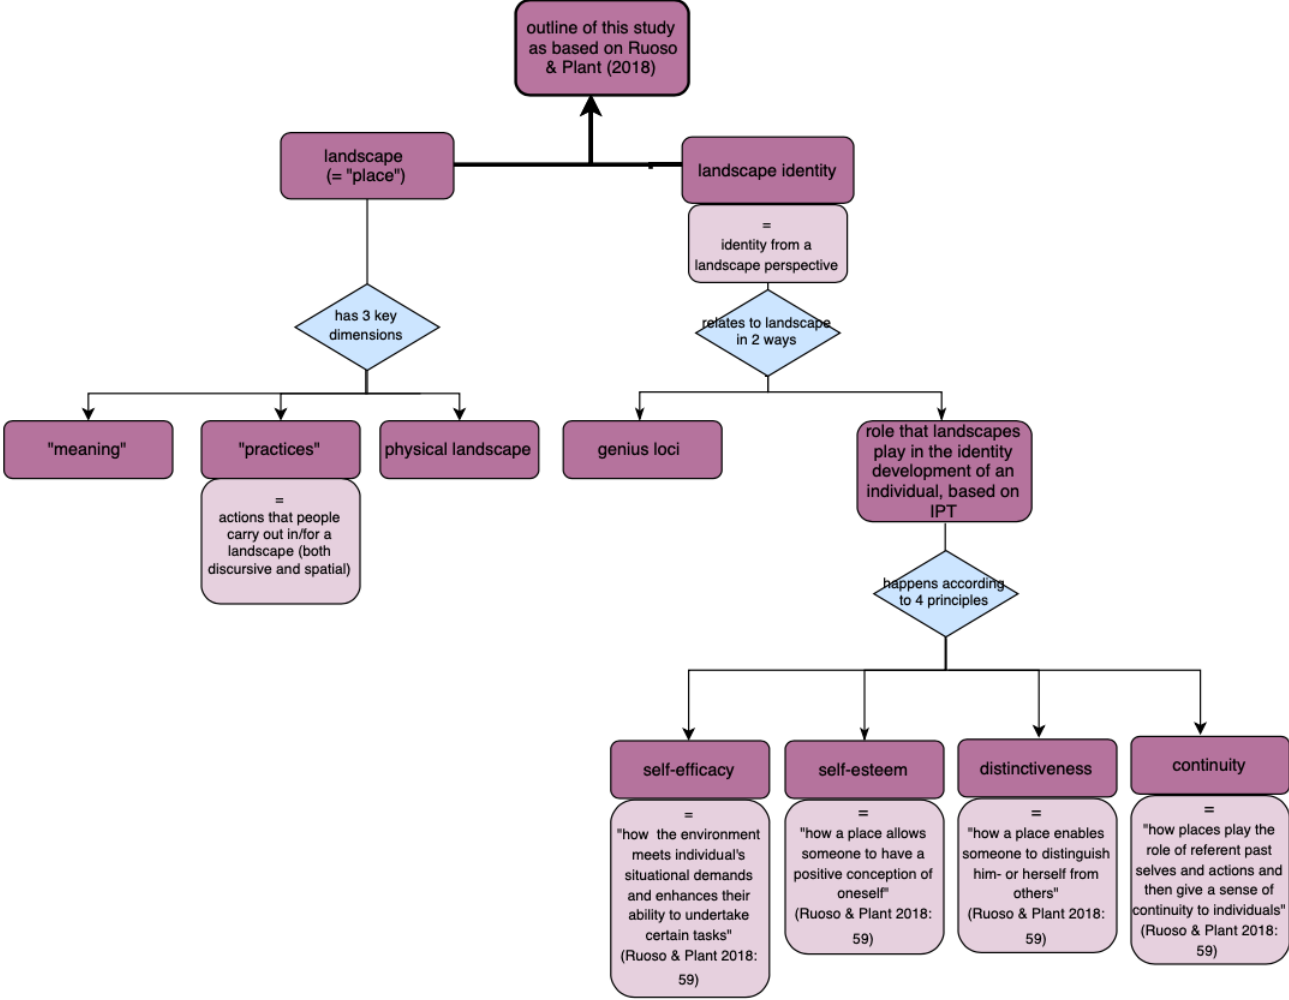 outline of this study
as based on Ruoso
& Plant (2018)
landscape
(= "place")
landscape identity
=
identity from a
landscape perspective
has 3 key
dimensions
relates to landscape
in 2 ways
"meaning"
"practices"
physical landscape
genius loci
role that landscapes
play in the identity
development of an
individual, based on
IPT
=
actions that people
carry out in/for a
landscape (both
discursive and spatial)
happens according
to 4 principles
self-efficacy
self-esteem
distinctiveness
continuity
=
"how the environment
meets individual's
situational demands
and enhances their
ability to undertake
certain tasks"
(Ruoso & Plant 2018:
59)
=
"how a place allows
someone to have a
positive conception of
oneself"
(Ruoso & Plant 2018:
59)
=
"how a place enables
someone to distinguish
him- or herself from
others"
(Ruoso & Plant 2018:
59)
=
"how places play the
role of referent past
selves and actions and
then give a sense of
continuity to individuals"
(Ruoso & Plant 2018:
59)